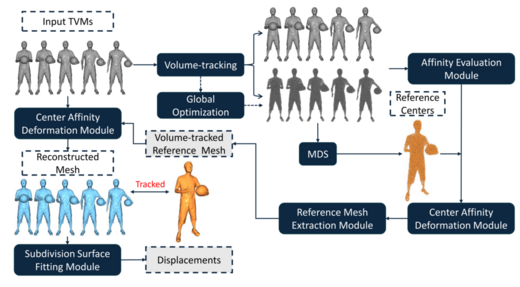 Input TVMs
Volume-tracking
Affinity Evaluation
Module
Global
Optimization
Reference
Centers
Center Affinity
Deformation Module
Volume-tracked
Reference Mesh
MDS
Reconstructed
Mesh
Tracked
Reference Mesh
Extraction Module
Center Affinity
Deformation Module
Subdivision Surface
Fitting Module
Displacements